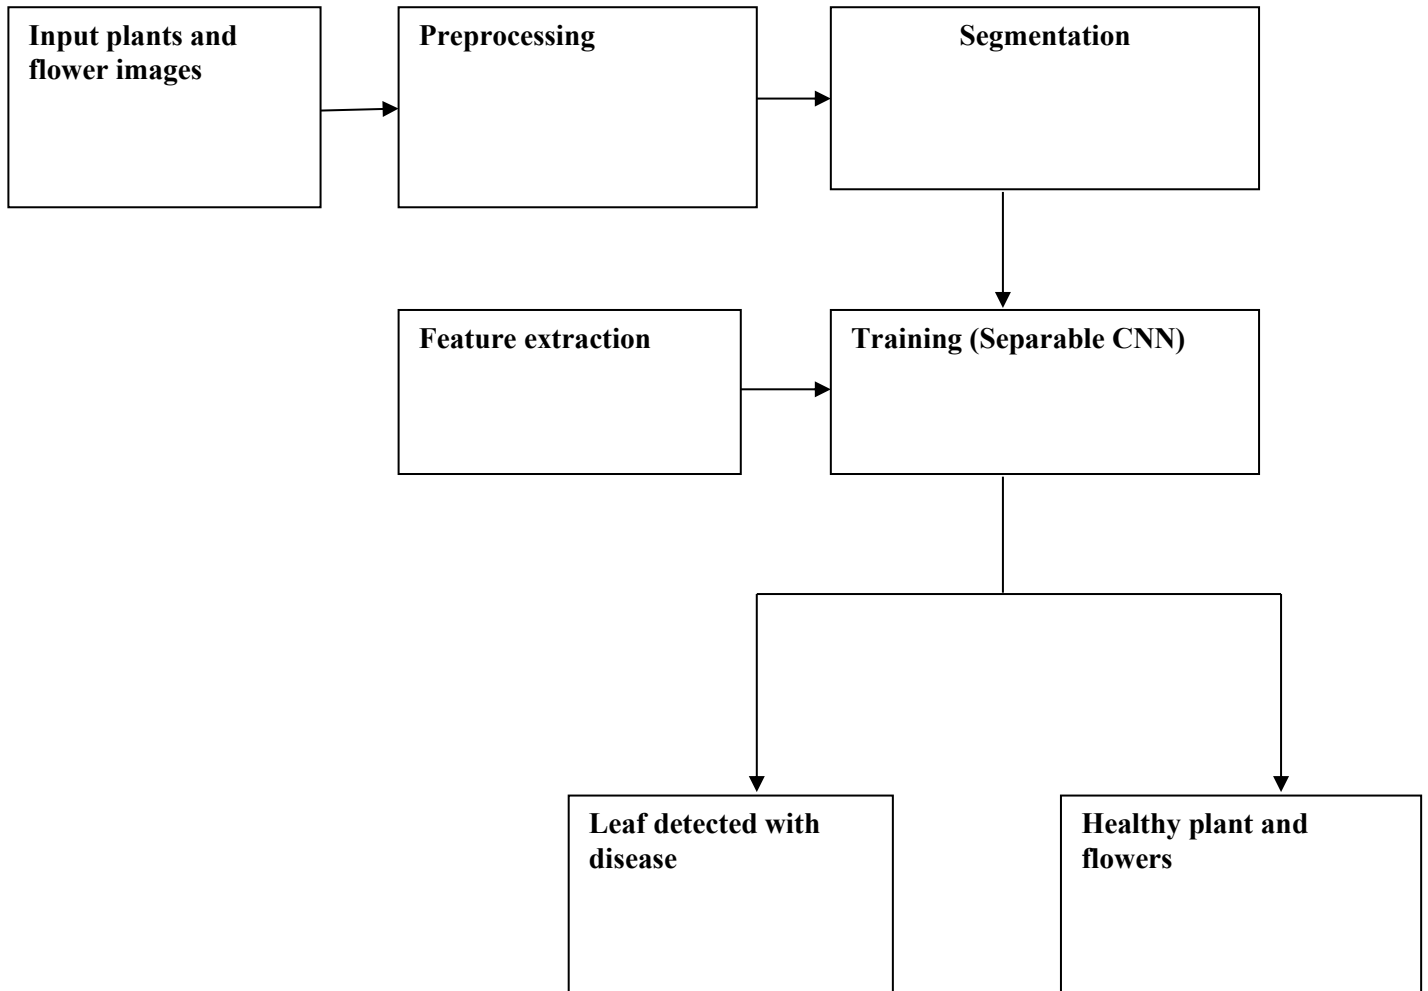 Input plants and
flower images
Preprocessing
Segmentation
Feature extraction
Training (Separable CNN)
Leaf detected with
disease
Healthy plant and
flowers